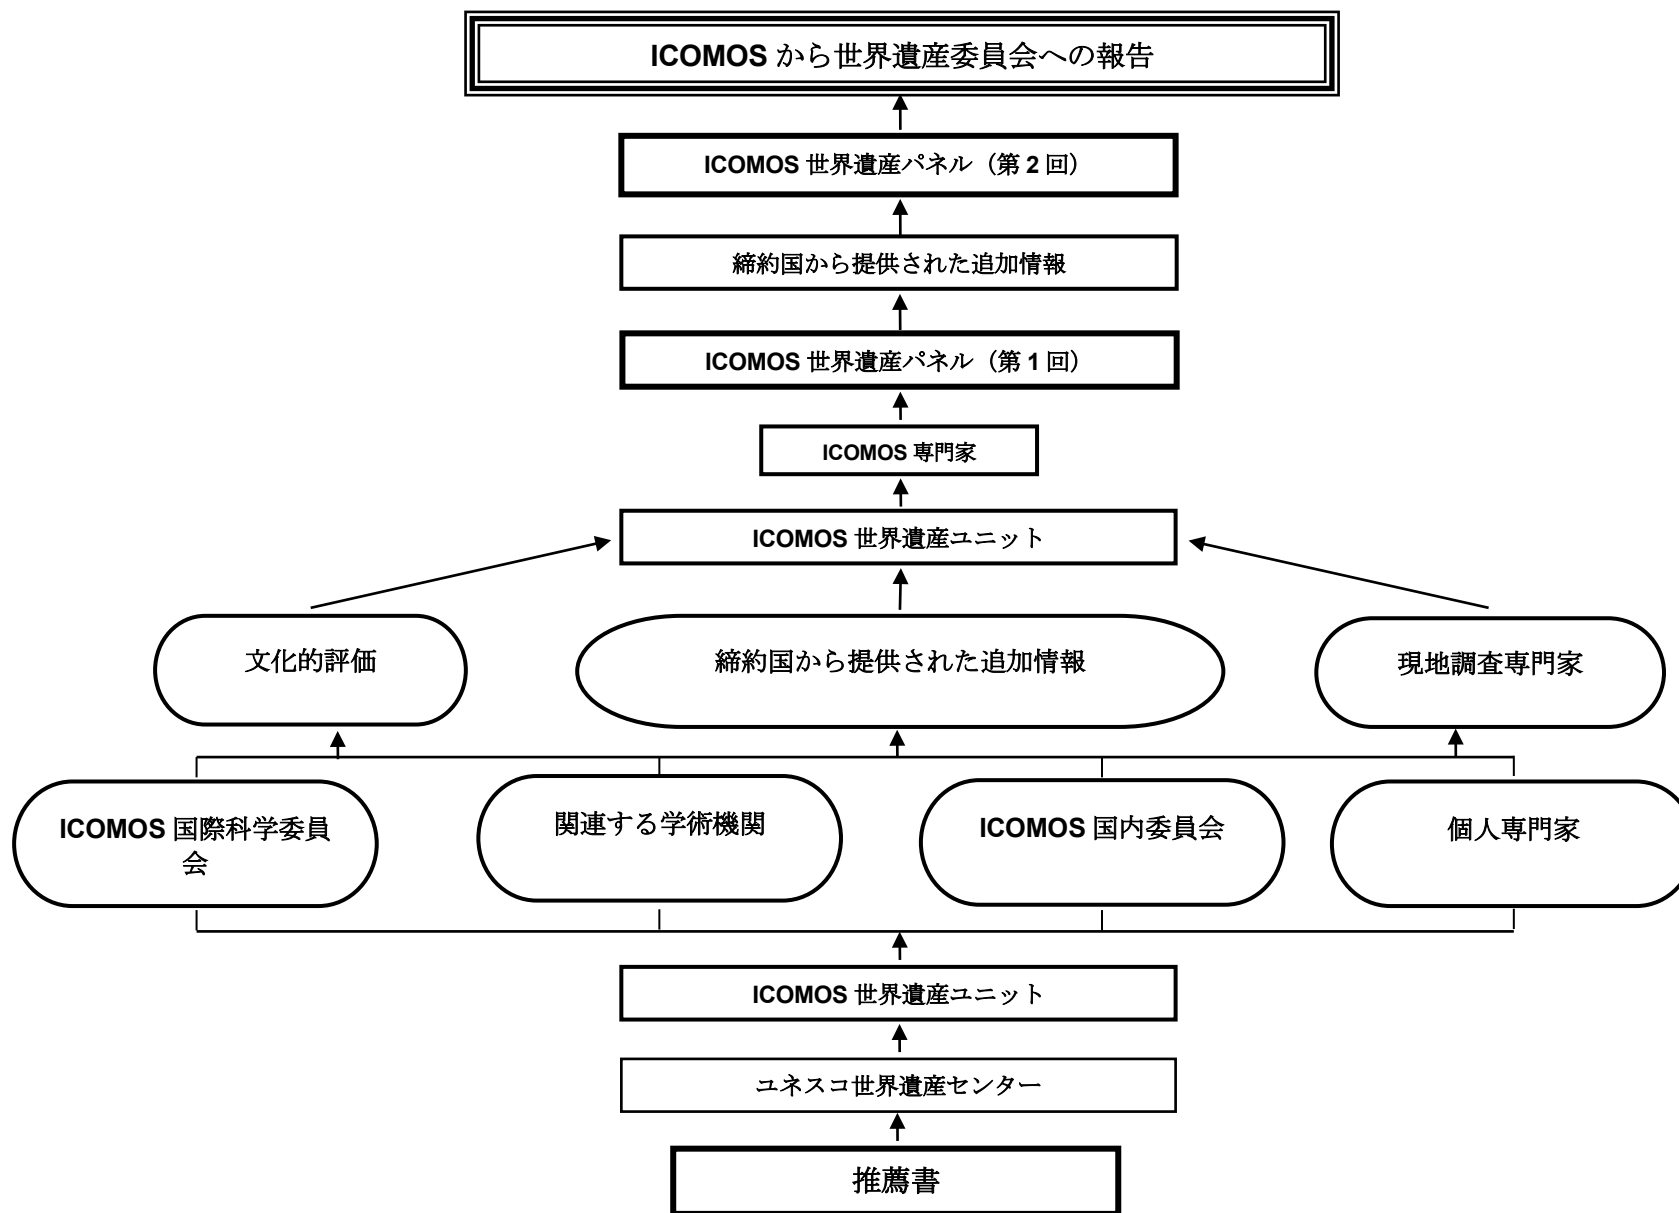 ICOMOS から世界遺産委員会への報告
ICOMOS 世界遺産パネル（第 2 回）
締約国から提供された追加情報
ICOMOS 世界遺産パネル（第 1 回）
ICOMOS 専門家
ICOMOS 世界遺産ユニット
文化的評価
締約国から提供された追加情報
現地調査専門家
ICOMOS 国際科学委員
会
関連する学術機関
ICOMOS 国内委員会
個人専門家
ICOMOS 世界遺産ユニット
ユネスコ世界遺産センター
推薦書